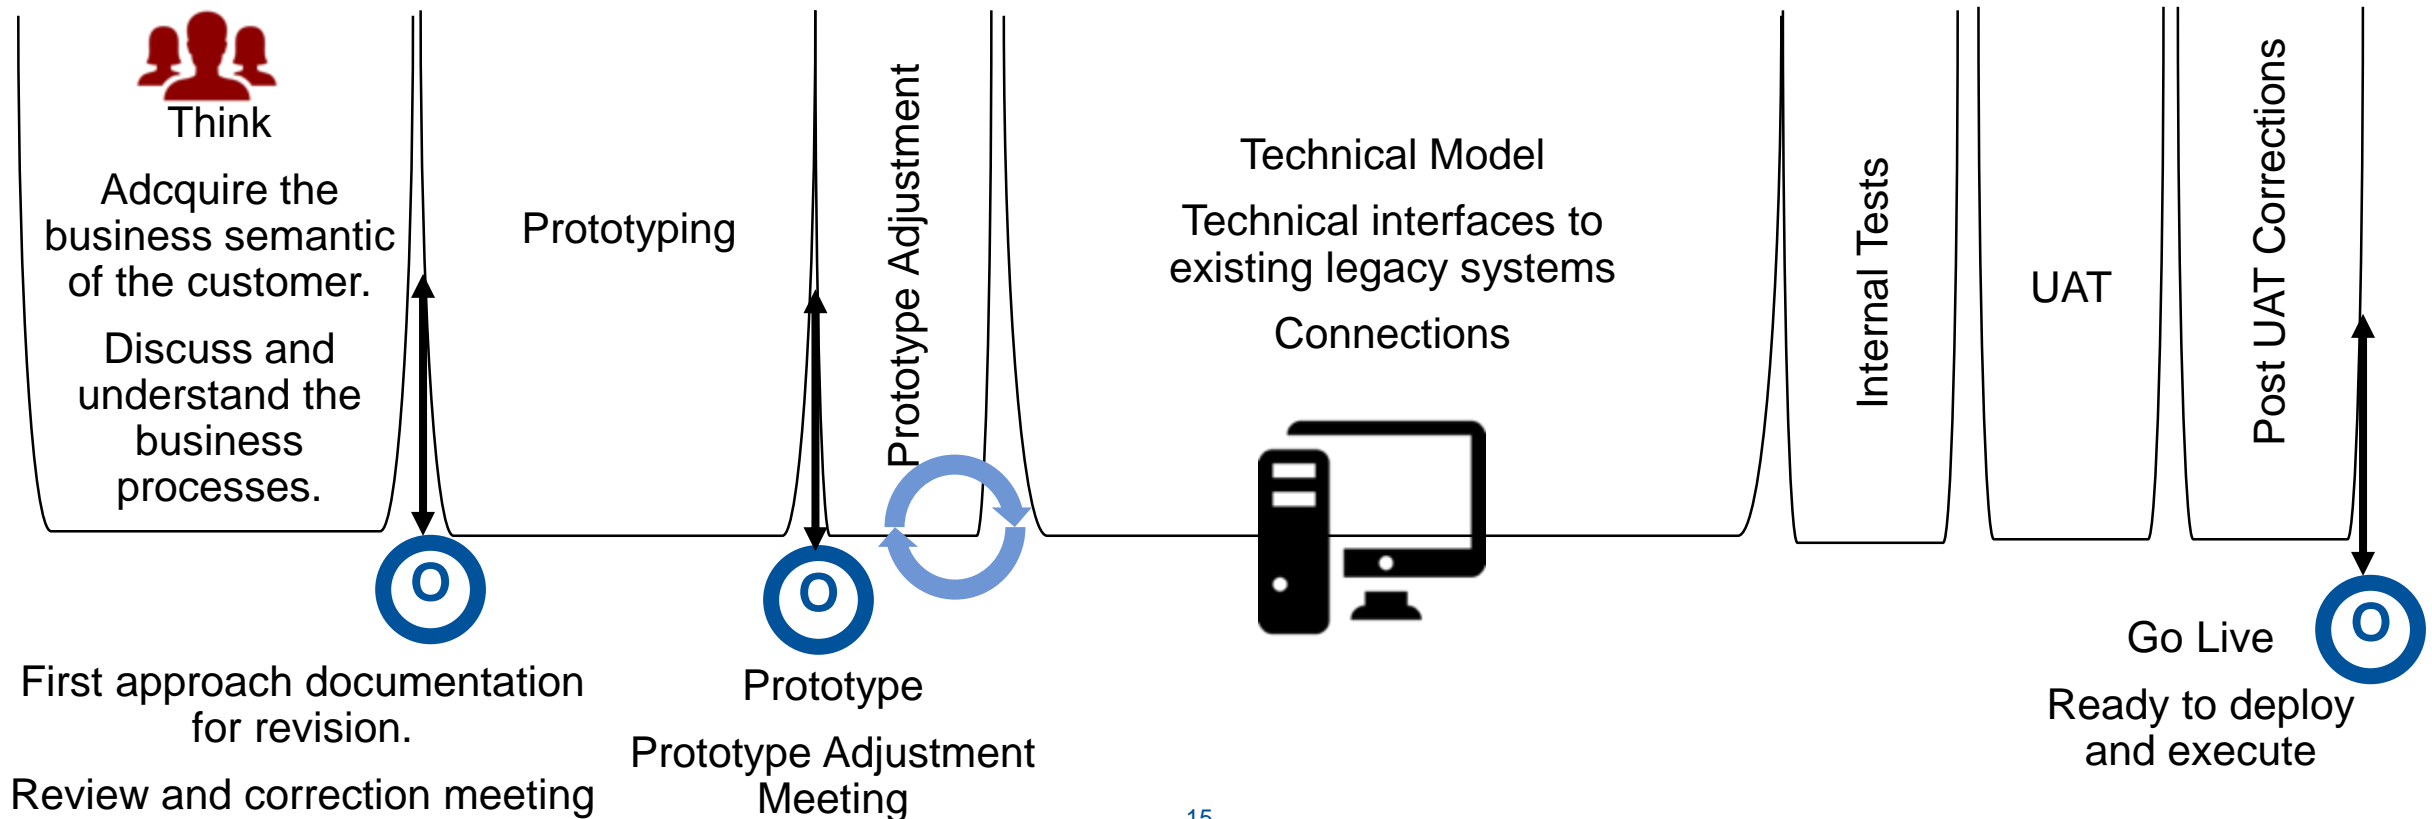 Think
Adcquire the
business semantic
of the customer.
Discuss and
understand the
business
processes.
Prototyping
Prototype Adjustment
Technical Model
Technical interfaces to
existing legacy systems
Connections
Internal Tests
UAT
Post UAT Corrections
O
First approach documentation
for revision.
Review and correction meeting
O
Prototype
Prototype Adjustment
Meeting
O
Go Live
Ready to deploy
and execute
15